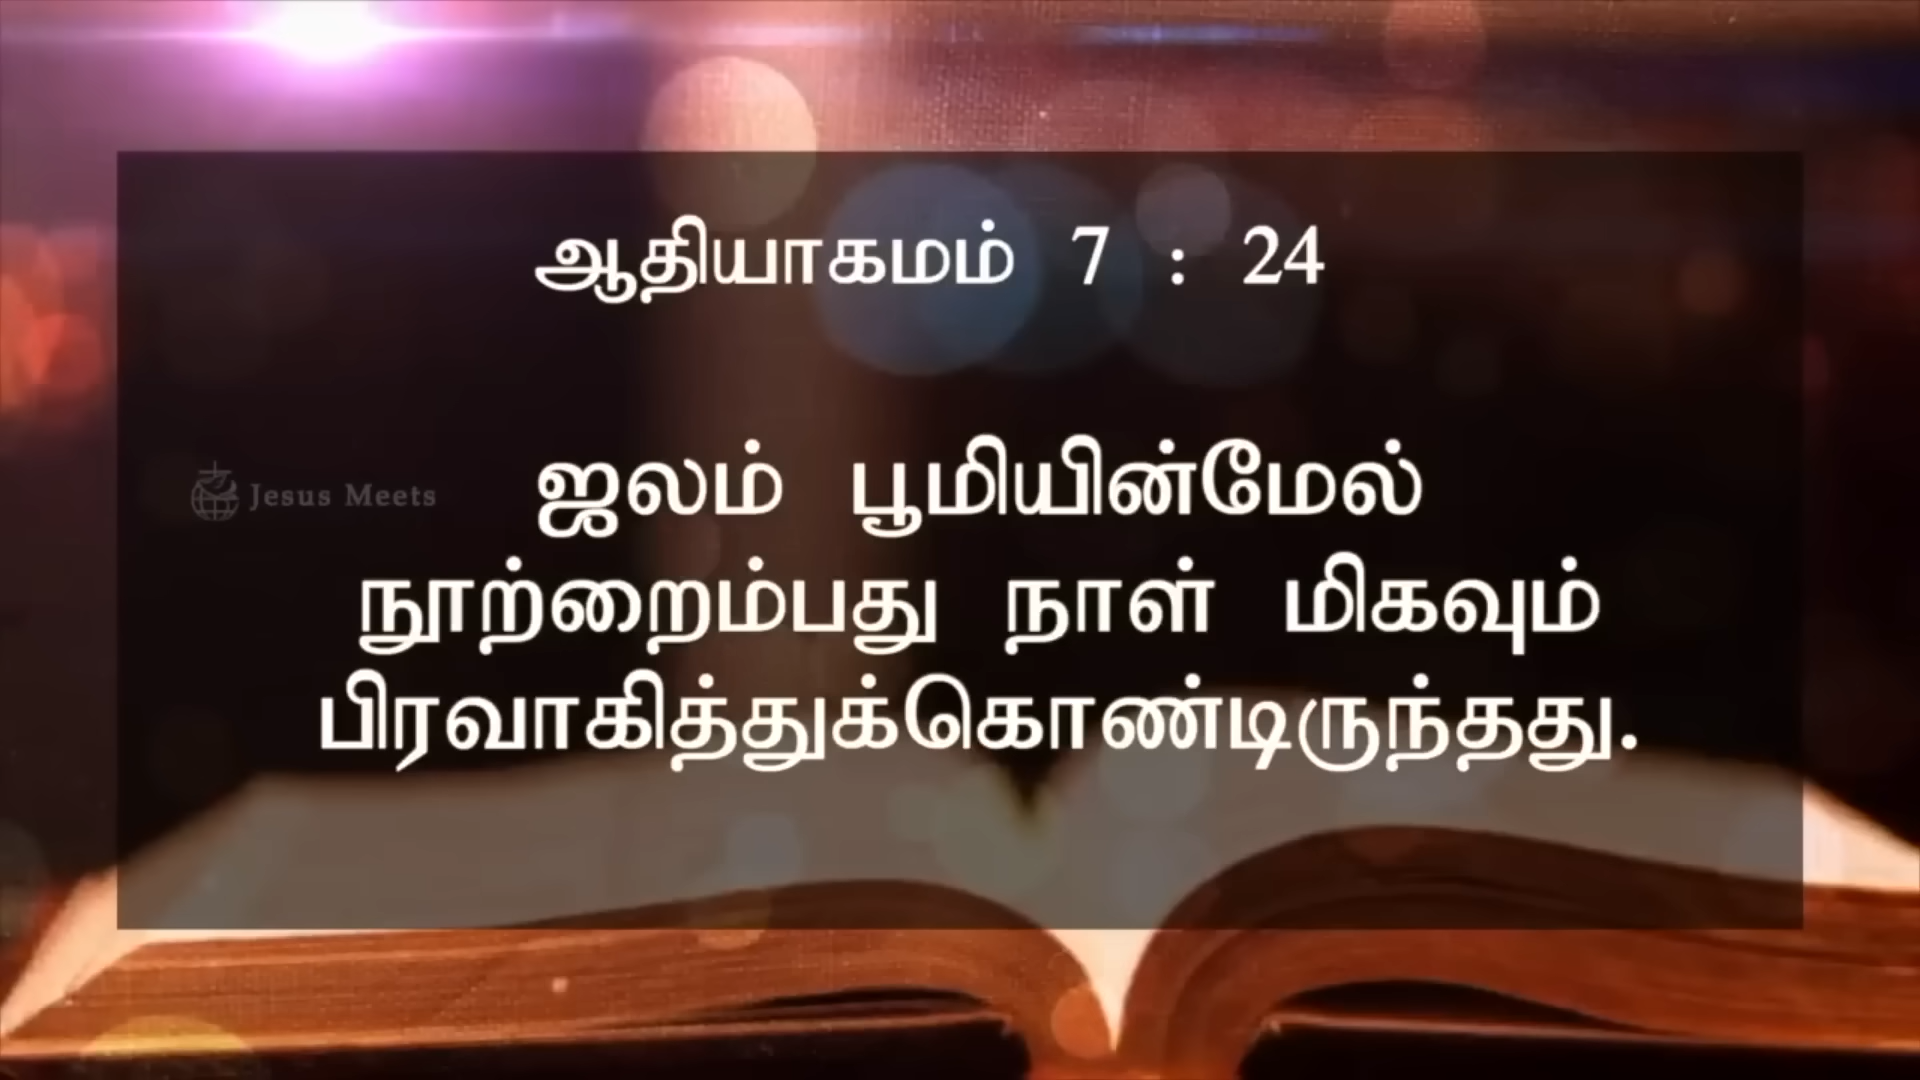 ஆதியாகமம் 7 : 24
Jesus Meets
ஜலம் பூமியின்மேல்
நூற்றைம்பது நாள் மிகவும்
பிரவாகித்துக்கொண்டிருந்தது.